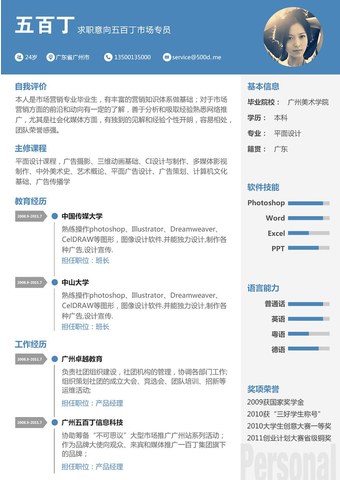 五百丁 求职意向五百丁市场专员
24岁 广东省广州市 13500135000 service@500d.me
自我评价
本人是市场营销专业毕业生，有丰富的营销知识体系做基础；对于市场
营销方面的前沿和动向有一定的了解，善于分析和吸取经验熟悉网络推
广，尤其是社会化媒体方面，有独到的见解和经验个性开朗，容易相处，
团队荣誉感强。
主修课程
平面设计课程，广告摄影、三维动画基础、CI设计与制作、多媒体影视
制作、中外美术史、艺术概论、平面广告设计、广告策划、计算机文化
基础、广告传播学
教育经历
2008.9-2012.7 中国传媒大学
熟练操作photoshop、Illustrator、Dreamweaver、
CelDRAW等图形，图像设计软件.并能独力设计,制作各
种广告,设计宣传.
担任职位：班长
2008.9-2012.7 中山大学
熟练操作photoshop、Illustrator、Dreamweaver、
CelDRAW等图形，图像设计软件.并能独力设计,制作各
种广告,设计宣传.
担任职位：班长
工作经历
2008.9-2012.7 广州卓越教育
负责社团组织建设，社团机构的管理，协调各部门工作;
组织策划社团的成立大会、竞选会、团队培训、招新等
运维活动;
担任职位：产品经理
2008.9-2012.7 广州五百丁信息科技
协助筹备“不可思议”大型市场推广广州站系列活动；
作为品牌大使向观众、来宾和媒体推广一百丁集团旗下
的品牌；
担任职位：产品经理
基本信息
毕业院校： 广州美术学院
学历： 本科
专业： 平面设计
籍贯： 广东
软件技能
Photoshop
Word
Excel
PPT
语言能力
普通话
英语
粤语
德语
奖项荣誉
2009获国家奖学金
2010获“三好学生称号”
2010大学生创意大赛一等奖
2011创业计划大赛省级铜奖
Personal